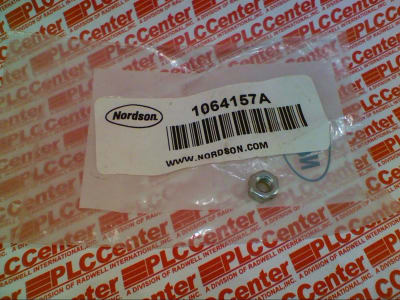 Nordson
1064157A
WWW.NORDSON.COM
M
PLCCenter
A DIVISION OF RADWELL INTERNATIONAL, INC.